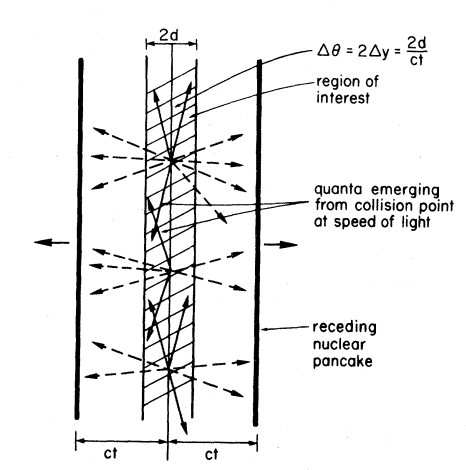 2d
Δθ = 2Δy = 2d/ct
region of
interest
quanta emerging
from collision point
at speed of light
receding
nuclear
pancake
ct ct